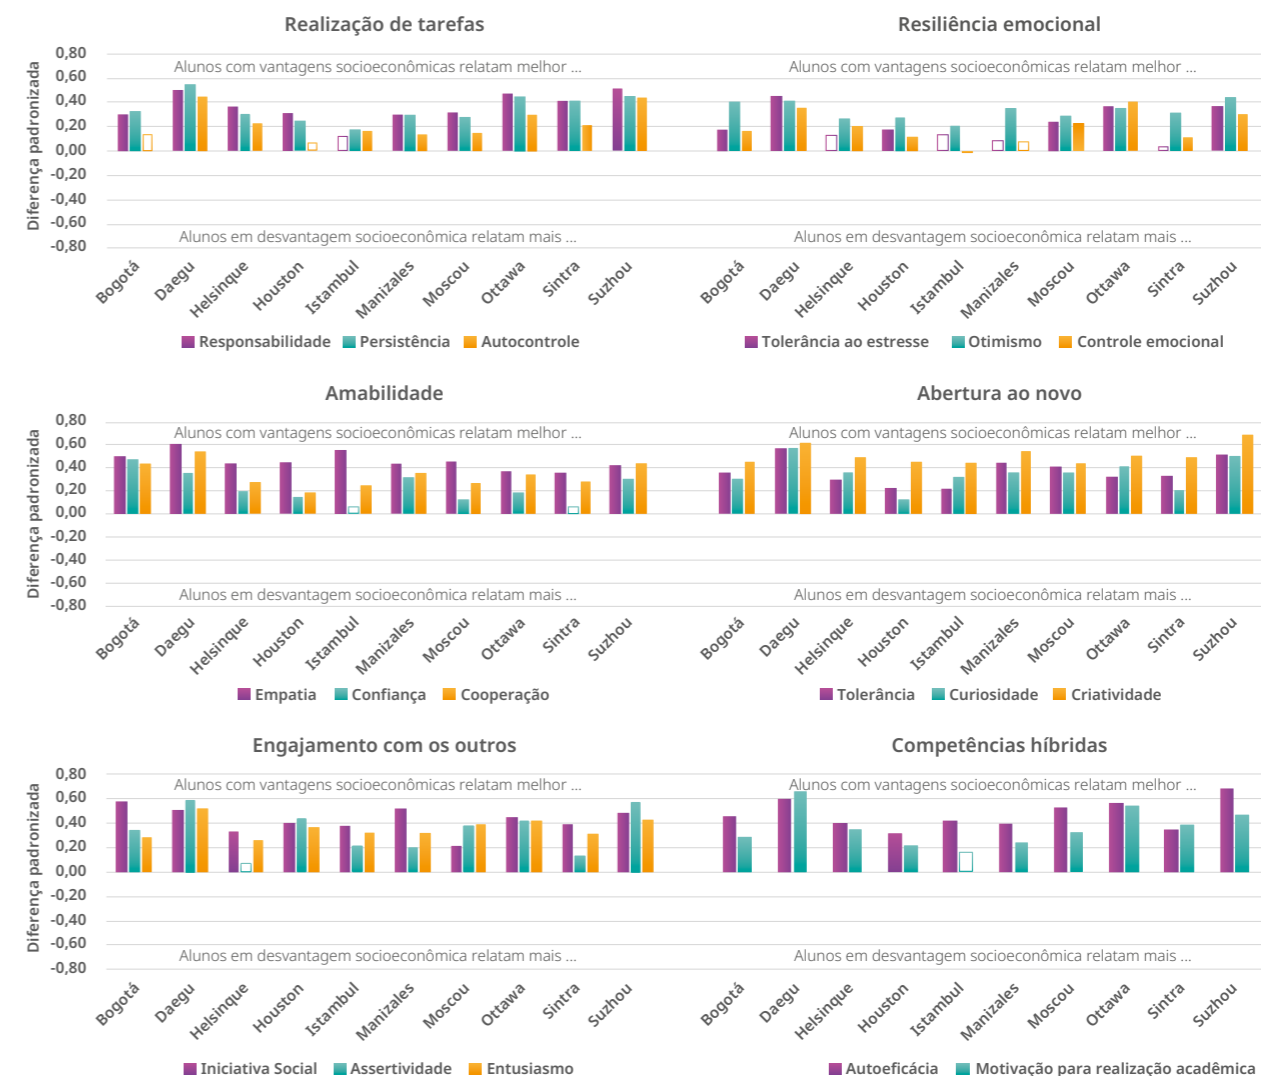 Realização de tarefas
Diferença padronizada
0,80
0,60
0,40
0,20
0,00
-0,20
-0,40
-0,60
-0,80
Alunos com vantagens socioeconômicas relatam melhor ...
Alunos em desvantagem socioeconômica relatam mais ...
Bogotá
Daegu
Helsinque
Houston
Istambul
Manizales
Moscou
Ottawa
Sintra
Suzhou
Responsabilidade Persistência Autocontrole
Resiliência emocional
Alunos com vantagens socioeconômicas relatam melhor ...
Alunos em desvantagem socioeconômica relatam mais ...
Bogotá
Daegu
Helsinque
Houston
Istambul
Manizales
Moscou
Ottawa
Sintra
Suzhou
Tolerância ao estresse Otimismo Controle emocional
Amabilidade
Diferença padronizada
0,80
0,60
0,40
0,20
0,00
-0,20
-0,40
-0,60
-0,80
Alunos com vantagens socioeconômicas relatam melhor ...
Alunos em desvantagem socioeconômica relatam mais ...
Bogotá
Daegu
Helsinque
Houston
Istambul
Manizales
Moscou
Ottawa
Sintra
Suzhou
Empatia Confiança Cooperação
Abertura ao novo
Alunos com vantagens socioeconômicas relatam melhor ...
Alunos em desvantagem socioeconômica relatam mais ...
Bogotá
Daegu
Helsinque
Houston
Istambul
Manizales
Moscou
Ottawa
Sintra
Suzhou
Tolerância Curiosidade Criatividade
Engajamento com os outros
Diferença padronizada
0,80
0,60
0,40
0,20
0,00
-0,20
-0,40
-0,60
-0,80
Alunos com vantagens socioeconômicas relatam melhor ...
Alunos em desvantagem socioeconômica relatam mais ...
Bogotá
Daegu
Helsinque
Houston
Istambul
Manizales
Moscou
Ottawa
Sintra
Suzhou
Iniciativa Social Assertividade Entusiasmo
Competências híbridas
Alunos com vantagens socioeconômicas relatam melhor ...
Alunos em desvantagem socioeconômica relatam mais ...
Bogotá
Daegu
Helsinque
Houston
Istambul
Manizales
Moscou
Ottawa
Sintra
Suzhou
Autoeficácia Motivação para realização acadêmica